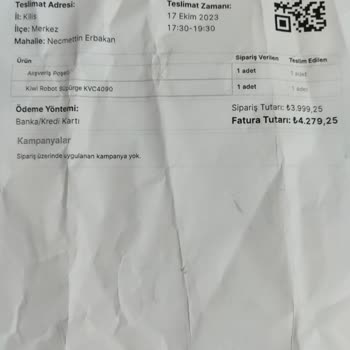 Teslimat Adresi:
İl: Kilis
İlçe: Merkez
Mahalle: Necmettin Erbakan
Teslimat Zamanı:
17 Ekim 2023
17:30-19:30
Ürün Sipariş Verilen Teslim Edilen
Alışveriş Poşeti 1 adet 1 adet
Kiwi Robot Süpürge KVC4090 1 adet 1 adet
Ödeme Yöntemi:
Banka/Kredi Kartı
Sipariş Tutarı: ₺3.999,25
Fatura Tutarı: ₺4.279,25
Kampanyalar
Sipariş üzerinde uygulanan kampanya yok.